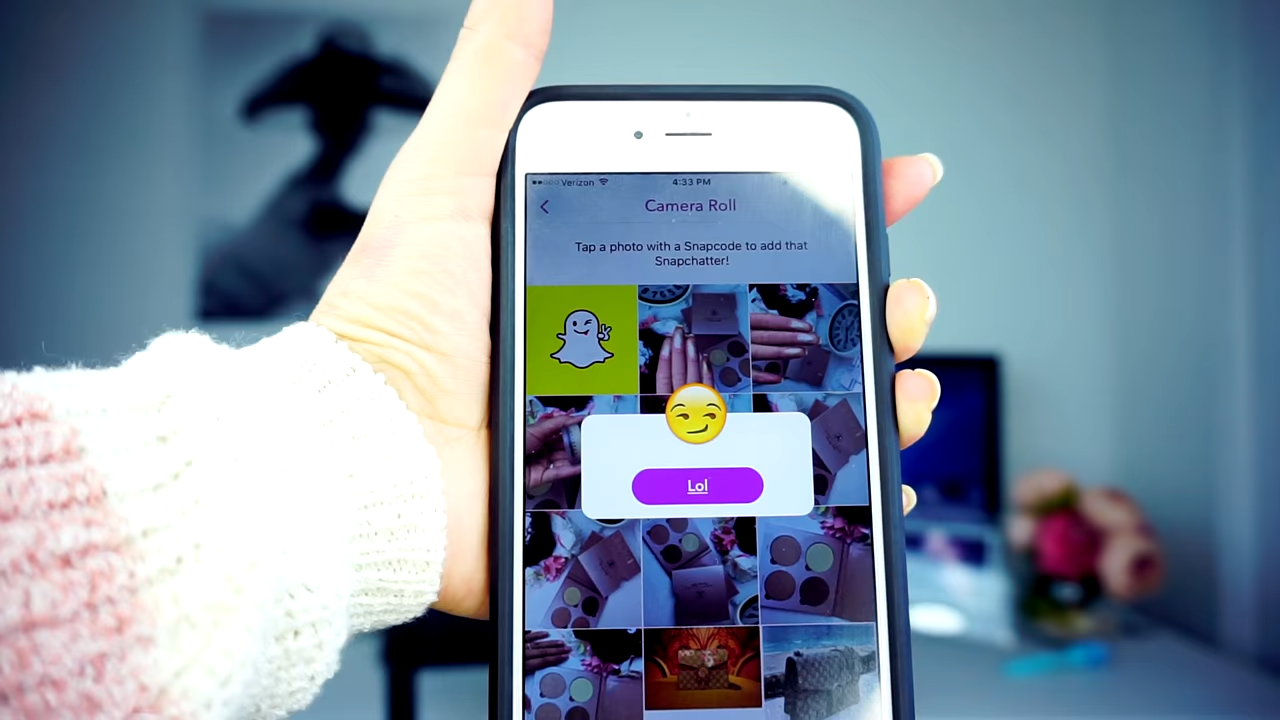 Verizon 4:33 PM
Camera Roll
Tap a photo with a Snapcode to add that
Snapchatter!
Lol